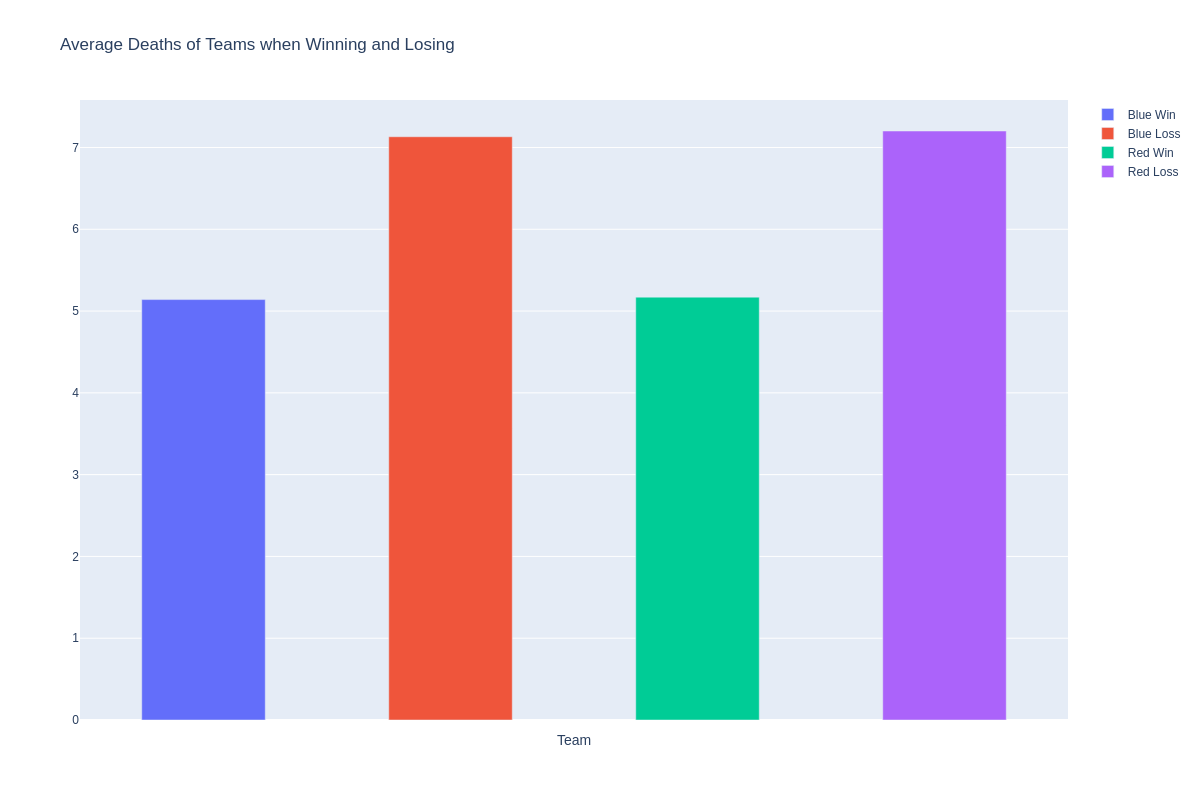 Average Deaths of Teams when Winning and Losing
7
6
5
4
3
2
1
0
Team
Blue Win
Blue Loss
Red Win
Red Loss